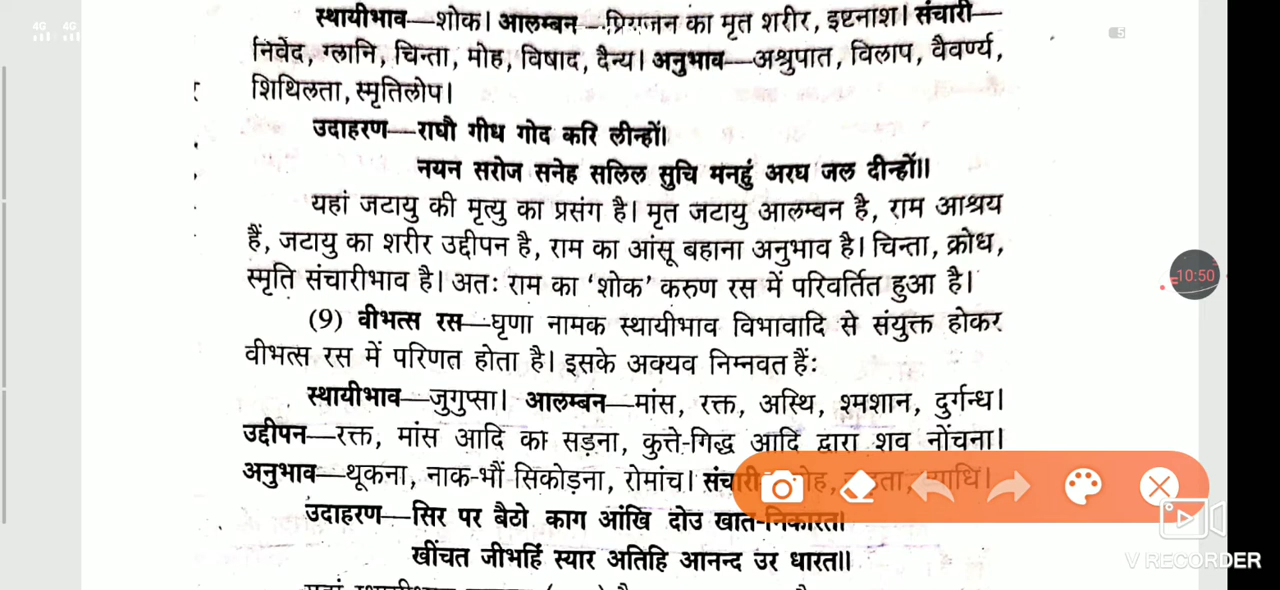 4G 4G
5
स्थायीभाव—शोक। आलम्बन—प्रियजन का मृत शरीर, इष्टनाश। संचारी—
निर्वेद, ग्लानि, चिन्ता, मोह, विषाद, दैन्य। अनुभाव—अश्रुपात, विलाप, वैवर्ण्य,
शिथिलता, स्मृतिलोप।
उदाहरण—राघौ गीध गोद करि लीन्हों।
नयन सरोज सनेह सलिल सुचि मनहुं अरघ जल दीन्हों॥
यहां जटायु की मृत्यु का प्रसंग है। मृत जटायु आलम्बन है, राम आश्रय
हैं, जटायु का शरीर उद्दीपन है, राम का आंसू बहाना अनुभाव है। चिन्ता, क्रोध,
स्मृति संचारीभाव है। अतः राम का ‘शोक’ करुण रस में परिवर्तित हुआ है।
10:50
(9) वीभत्स रस—घृणा नामक स्थायीभाव विभावादि से संयुक्त होकर
वीभत्स रस में परिणत होता है। इसके अवयव निम्नवत हैं:
स्थायीभाव—जुगुप्सा। आलम्बन—मांस, रक्त, अस्थि, श्मशान, दुर्गन्ध।
उद्दीपन—रक्त, मांस आदि का सड़ना, कुत्ते-गिद्ध आदि द्वारा शव नोंचना।
अनुभाव—थूकना, नाक-भौं सिकोड़ना, रोमांच। संचारी
उदाहरण—सिर पर बैठो काग आंखि दोउ खात-निकारत।
खींचत जीभहिं स्यार अतिहि आनन्द उर धारत॥
V RECORDER